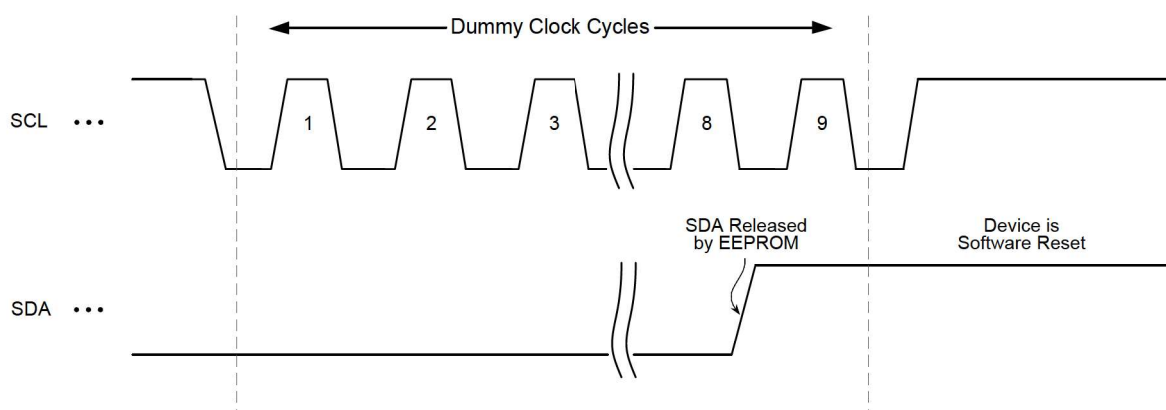 Dummy Clock Cycles
SCL •••
1 2 3 8 9
SDA Released
by EEPROM
Device is
Software Reset
SDA •••